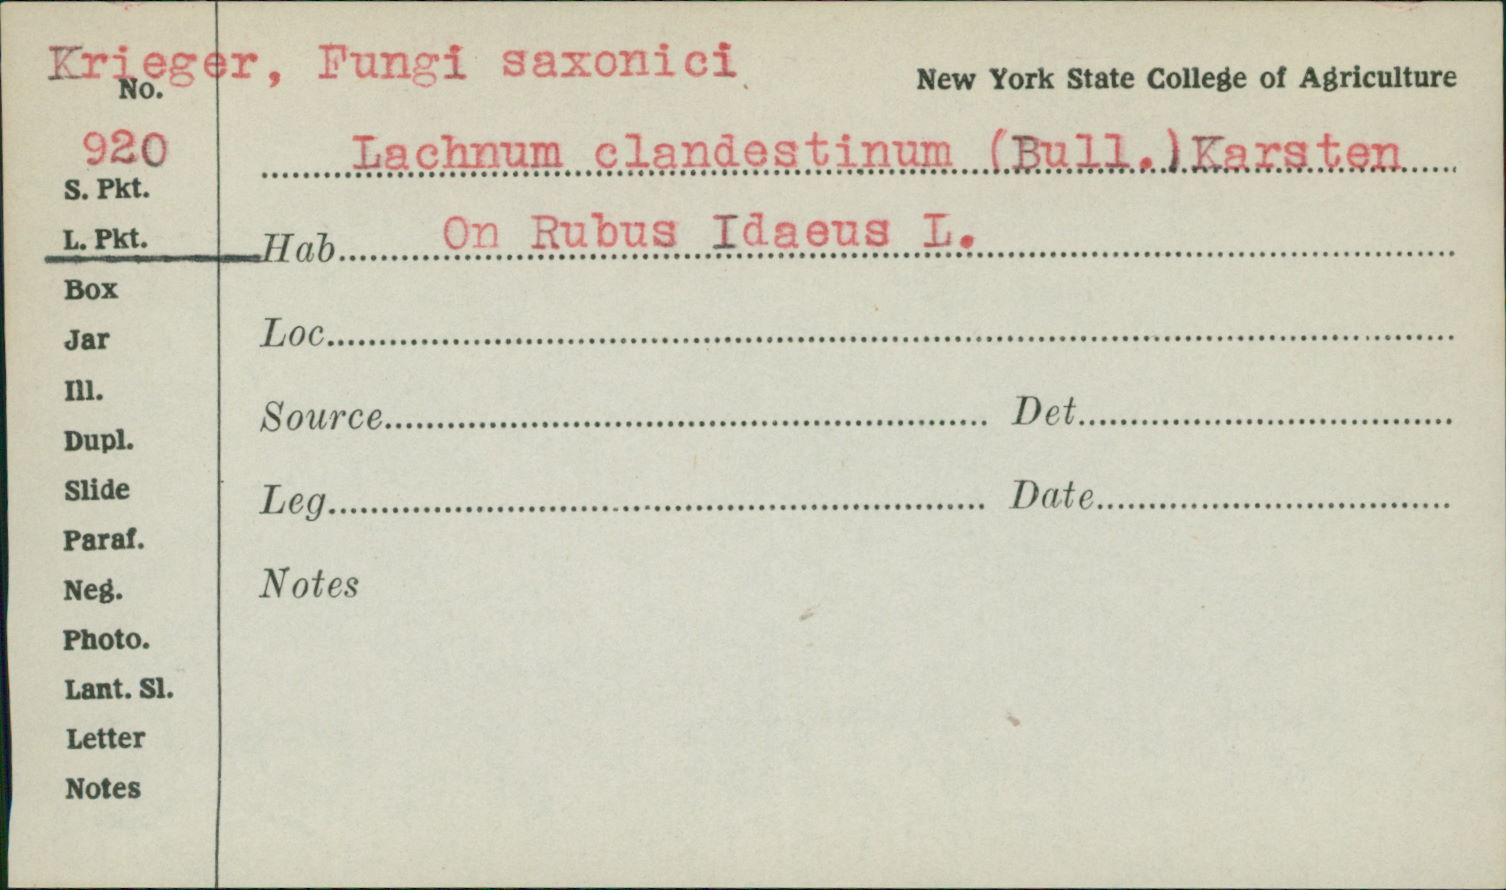 Krieger, Fungi saxonici
New York State College of Agriculture
No.
920
Lachnum clandestinum (Bull.)Karsten
S. Pkt.
L. Pkt.
Hab. On Rubus Idaeus L.
Box
Loc.
Jar
Ill.
Source Det.
Dupl.
Slide
Leg. Date
Paraf.
Neg.
Notes
Photo.
Lant. Sl.
Letter
Notes